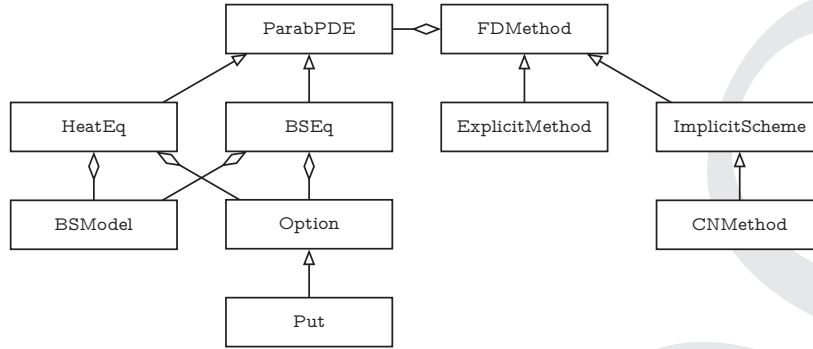 ParabPDE
FDMethod
HeatEq
BSEq
ExplicitMethod
ImplicitScheme
BSModel
Option
CNMethod
Put